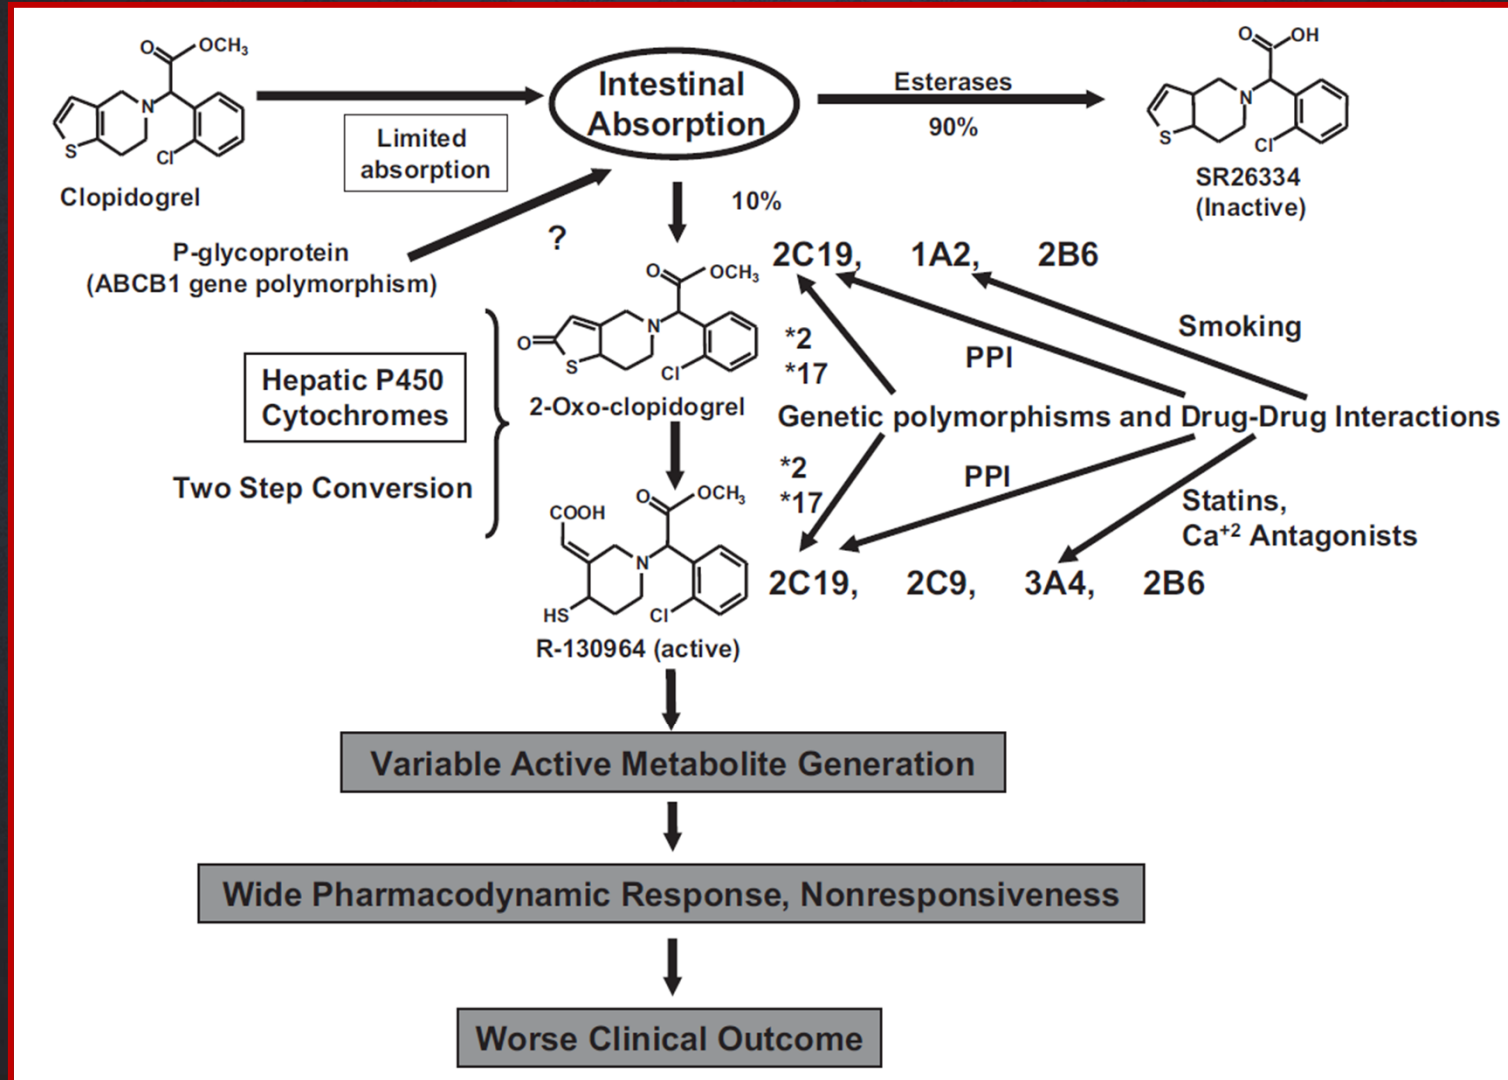 O
OCH3
N
S
Cl
Clopidogrel
Limited
absorption
Intestinal
Absorption
Esterases
90%
O
OH
N
S
Cl
SR26334
(Inactive)
P-glycoprotein
(ABCB1 gene polymorphism)
?
10%
2C19, 1A2, 2B6
O
OCH3
N
O
S
Cl
2-Oxo-clopidogrel
*2
*17
PPI
Smoking
Hepatic P450
Cytochromes
Two Step Conversion
Genetic polymorphisms and Drug-Drug Interactions
*2
*17
PPI
Statins,
Ca+2 Antagonists
COOH
O
OCH3
N
HS
Cl
R-130964 (active)
2C19, 2C9, 3A4, 2B6
Variable Active Metabolite Generation
Wide Pharmacodynamic Response, Nonresponsiveness
Worse Clinical Outcome